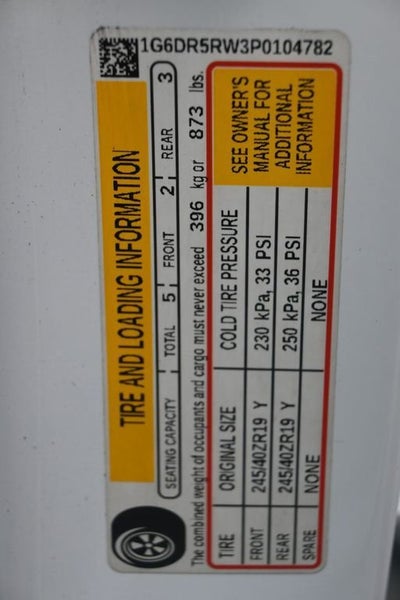 1G6DR5RW3P0104782
TIRE AND LOADING INFORMATION
SEATING CAPACITY TOTAL 5 FRONT 2 REAR 3
The combined weight of occupants and cargo must never exceed 396 kg or 873 lbs.
TIRE ORIGINAL SIZE COLD TIRE PRESSURE
FRONT 245/40ZR19 Y 230 kPa, 33 PSI
REAR 245/40ZR19 Y 250 kPa, 36 PSI
SPARE NONE NONE
SEE OWNER'S
MANUAL FOR
ADDITIONAL
INFORMATION